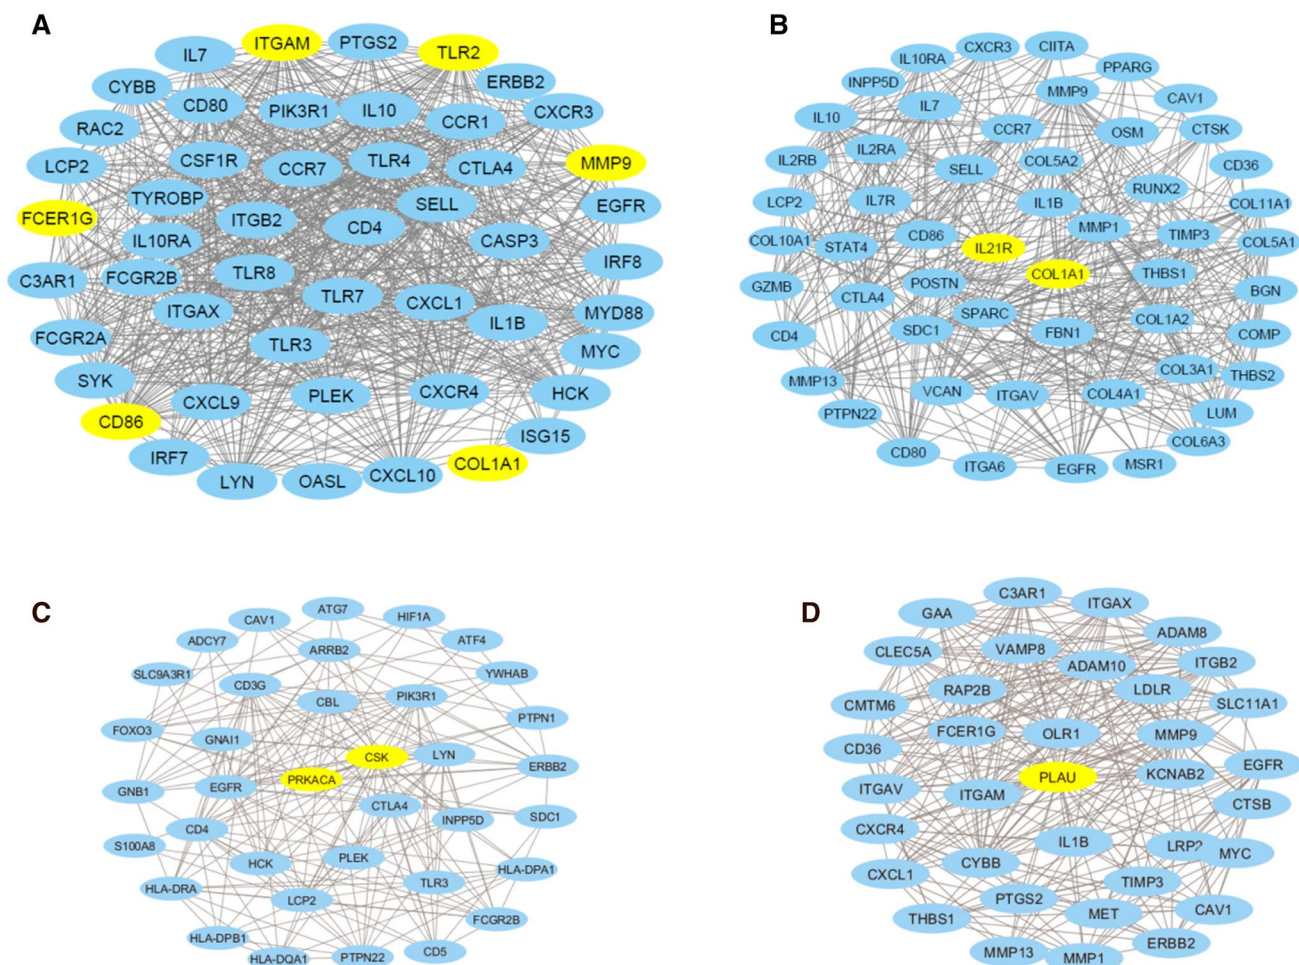 A
ITGAM
PTGS2
TLR2
IL7
ERBB2
CYBB
CD80
PIK3R1
IL10
CCR1
CXCR3
RAC2
LCP2
CSF1R
CCR7
TLR4
CTLA4
MMP9
TYROBP
SELL
EGFR
FCER1G
ITGB2
CD4
CASP3
IL10RA
IRF8
C3AR1
FCGR2B
TLR8
TLR7
CXCL1
ITGAX
IL1B
MYD88
FCGR2A
TLR3
MYC
SYK
CXCL9
PLEK
CXCR4
HCK
CD86
ISG15
IRF7
COL1A1
LYN
OASL
CXCL10
B
IL10RA
CXCR3
CIITA
PPARG
INPP5D
MMP9
CAV1
IL10
IL7
CCR7
OSM
CTSK
IL2RB
IL2RA
SELL
COL5A2
CD36
RUNX2
LCP2
IL7R
IL1B
COL11A1
COL10A1
STAT4
CD86
IL21R
MMP1
TIMP3
COL5A1
COL1A1
THBS1
GZMB
CTLA4
POSTN
BGN
SPARC
COL1A2
CD4
SDC1
FBN1
COMP
MMP13
COL3A1
THBS2
VCAN
ITGAV
COL4A1
PTPN22
LUM
COL6A3
CD80
ITGA6
EGFR
MSR1
C
ATG7
HIF1A
CAV1
ADCY7
ARRB2
ATF4
SLC9A3R1
CD3G
CBL
PIK3R1
YWHAB
FOXO3
GNAI1
PTPN1
CSK
LYN
ERBB2
PRKACA
GNB1
EGFR
CTLA4
INPP5D
SDC1
S100A8
CD4
HCK
PLEK
HLA-DPA1
HLA-DRA
TLR3
LCP2
FCGR2B
HLA-DPB1
HLA-DQA1
PTPN22
CD5
D
C3AR1
ITGAX
GAA
ADAM8
CLEC5A
VAMP8
ADAM10
ITGB2
RAP2B
LDLR
SLC11A1
CMTM6
FCER1G
OLR1
MMP9
CD36
EGFR
PLAU
KCNAB2
ITGAV
ITGAM
CTSB
CXCR4
IL1B
LRP2
MYC
CXCL1
CYBB
TIMP3
PTGS2
MET
CAV1
THBS1
MMP13
MMP1
ERBB2